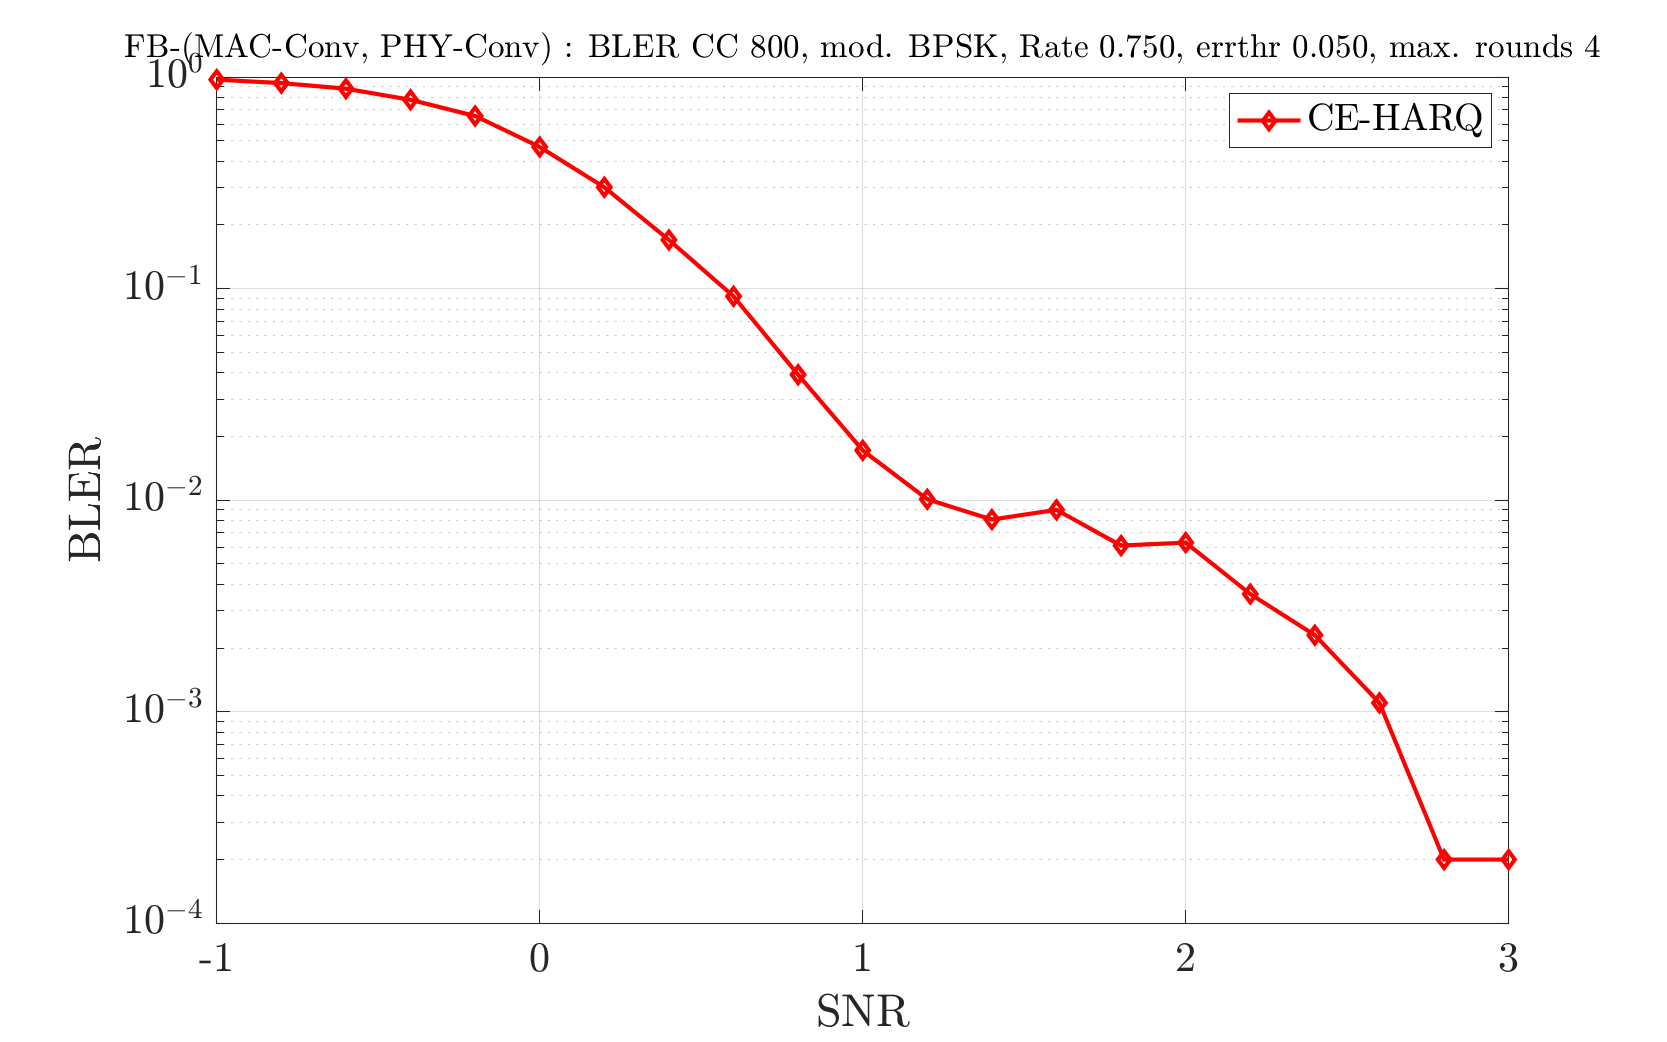 FB-(MAC-Conv, PHY-Conv) : BLER CC 800, mod. BPSK, Rate 0.750, errthr 0.050, max. rounds 4
CE-HARQ
10^0
10^{-1}
10^{-2}
10^{-3}
10^{-4}
BLER
-1 0 1 2 3
SNR